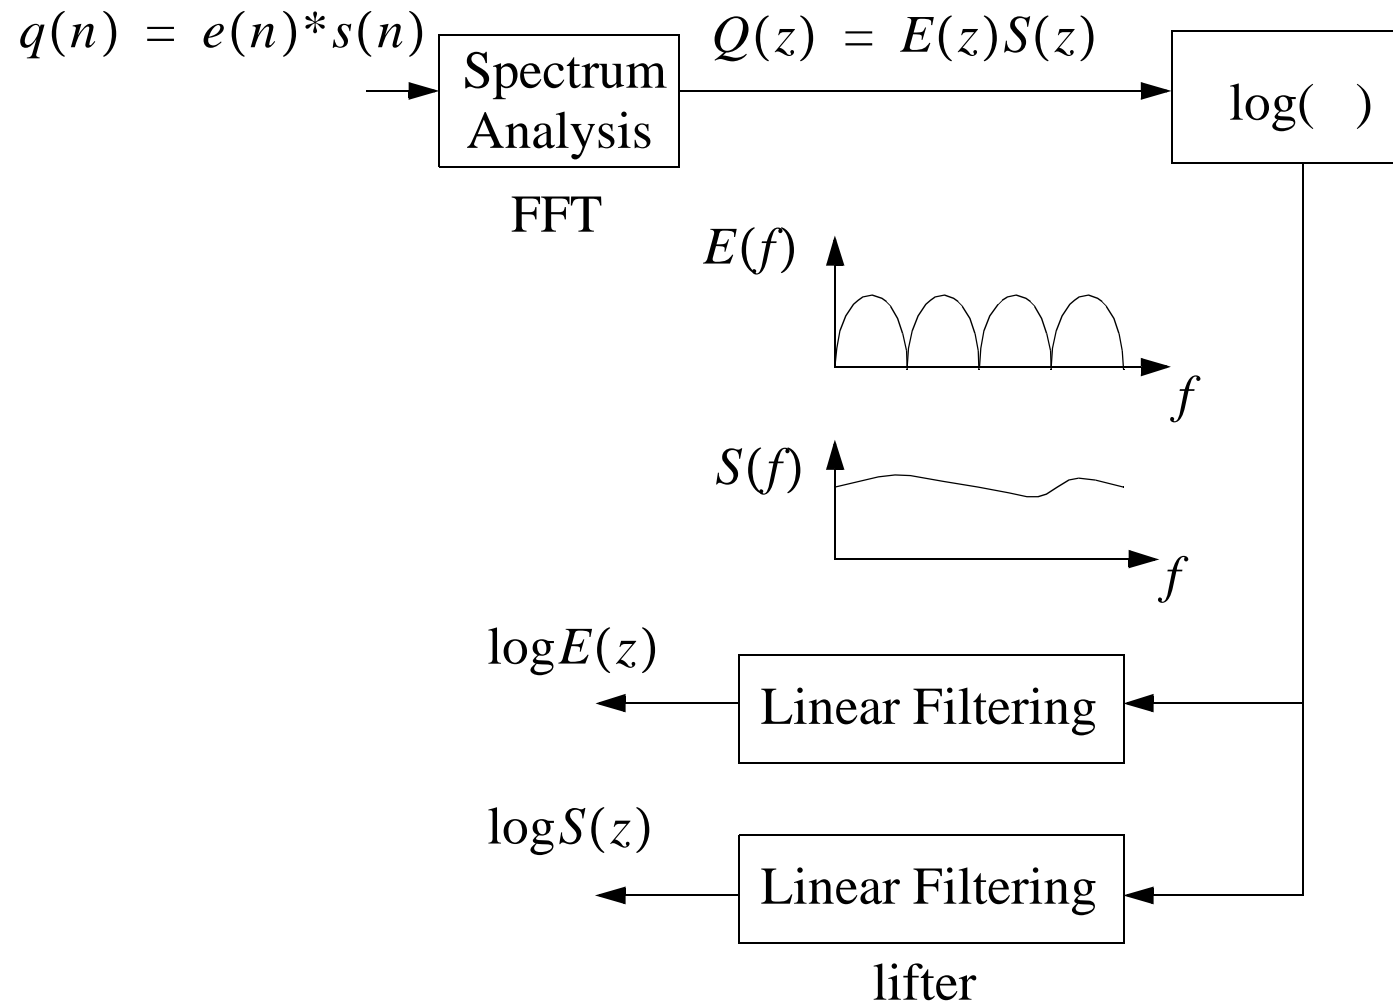 q(n) = e(n)*s(n)
Spectrum
Analysis
FFT
Q(z) = E(z)S(z)
log( )
E(f)
f
S(f)
f
logE(z)
Linear Filtering
logS(z)
Linear Filtering
lifter